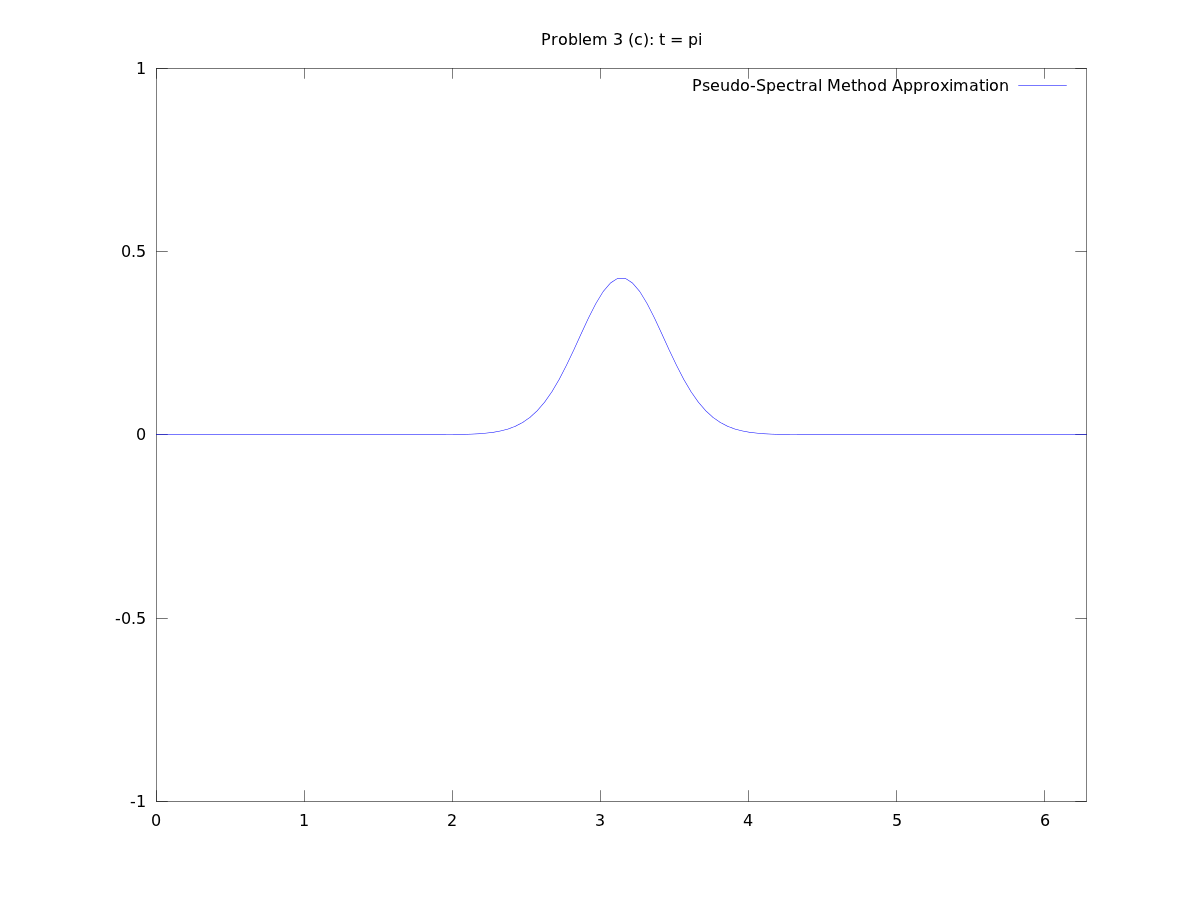 Problem 3 (c): t = pi
Pseudo-Spectral Method Approximation
1
0.5
0
-0.5
-1
0 1 2 3 4 5 6